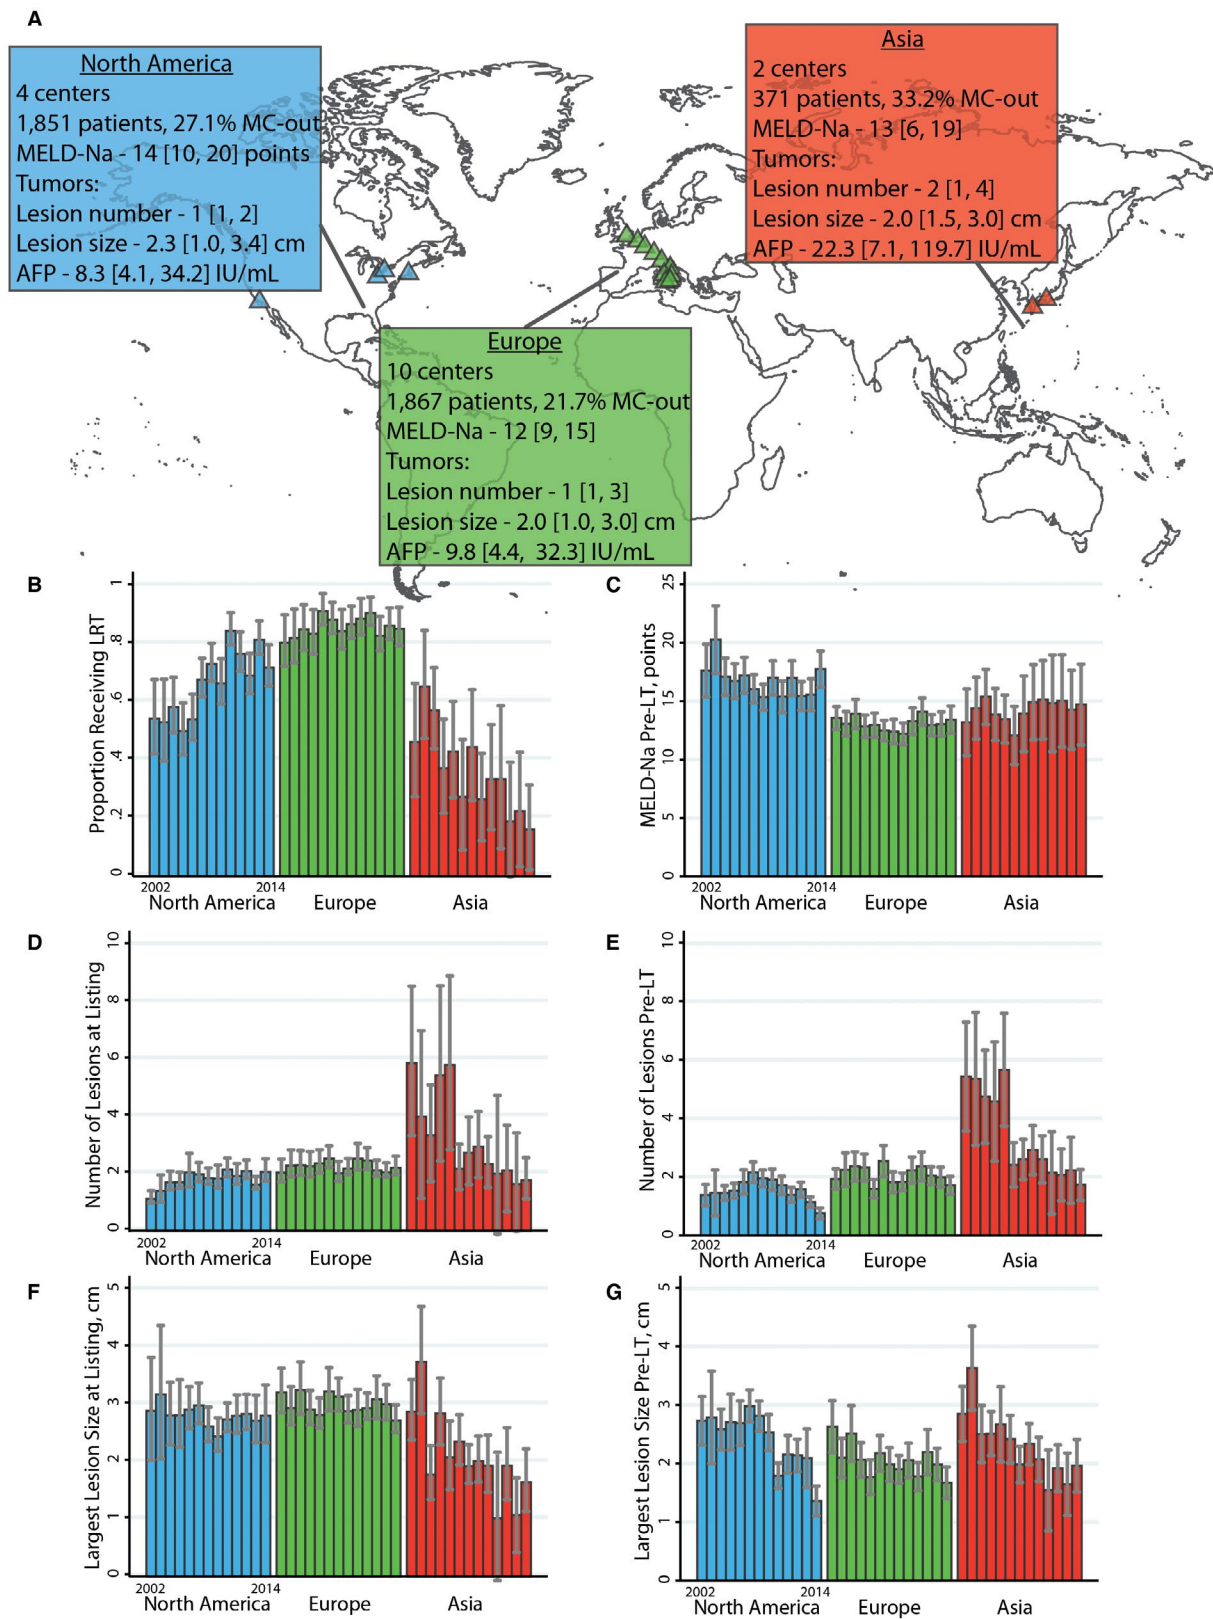 A
North America
4 centers
1,851 patients, 27.1% MC-out
MELD-Na - 14 [10, 20] points
Tumors:
Lesion number - 1 [1, 2]
Lesion size - 2.3 [1.0, 3.4] cm
AFP - 8.3 [4.1, 34.2] IU/mL
Asia
2 centers
371 patients, 33.2% MC-out
MELD-Na - 13 [6, 19]
Tumors:
Lesion number - 2 [1, 4]
Lesion size - 2.0 [1.5, 3.0] cm
AFP - 22.3 [7.1, 119.7] IU/mL
Europe
10 centers
1,867 patients, 21.7% MC-out
MELD-Na - 12 [9, 15]
Tumors:
Lesion number - 1 [1, 3]
Lesion size - 2.0 [1.0, 3.0] cm
AFP - 9.8 [4.4, 32.3] IU/mL
B
Proportion Receiving LRT
1
.8
.6
.4
.2
0
2002 2014
North America Europe Asia
C
MELD-Na Pre-LT, points
25
20
15
10
5
0
2002 2014
North America Europe Asia
D
Number of Lesions at Listing
10
8
6
4
2
0
2002 2014
North America Europe Asia
E
Number of Lesions Pre-LT
10
8
6
4
2
0
2002 2014
North America Europe Asia
F
Largest Lesion Size at Listing, cm
5
4
3
2
1
0
2002 2014
North America Europe Asia
G
Largest Lesion Size Pre-LT, cm
5
4
3
2
1
0
2002 2014
North America Europe Asia